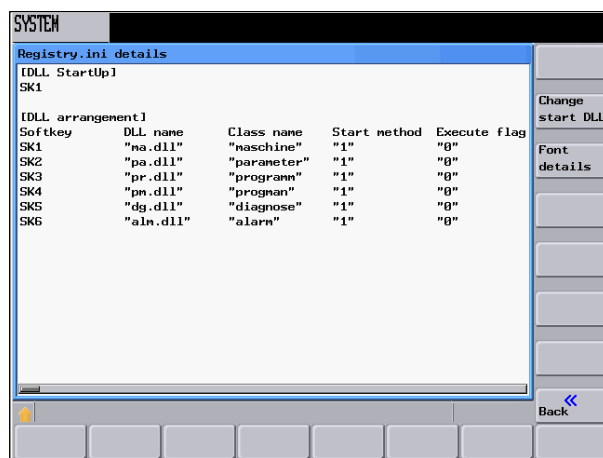 SYSTEM
Registry.ini details
[DLL StartUp]
SK1
[DLL arrangement]
Softkey DLL name Class name Start method Execute flag
SK1 "ma.dll" "maschine" "1" "0"
SK2 "pa.dll" "parameter" "1" "0"
SK3 "pr.dll" "programm" "1" "0"
SK4 "pm.dll" "progman" "1" "0"
SK5 "dg.dll" "diagnose" "1" "0"
SK6 "alm.dll" "alarm" "1" "0"
Change
start DLL
Font
details
Back